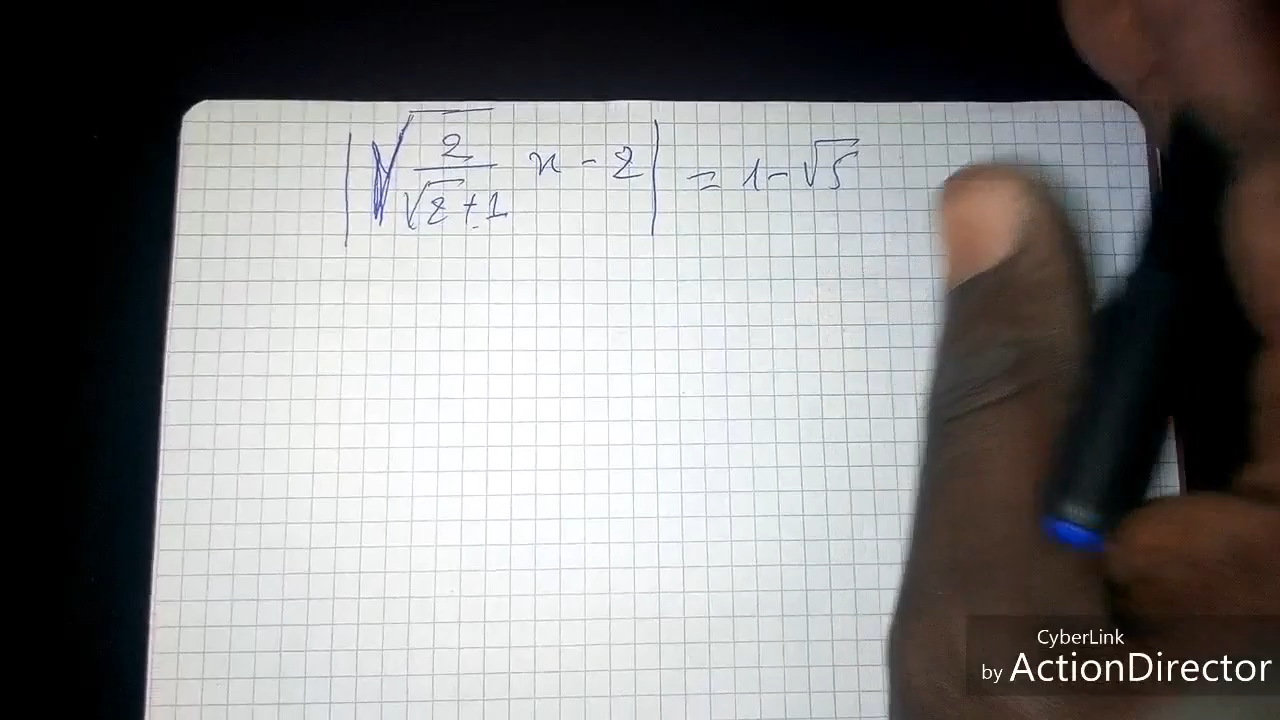 |√(2/(√2+1)) x - 2| = 1-√5
CyberLink
by ActionDirector